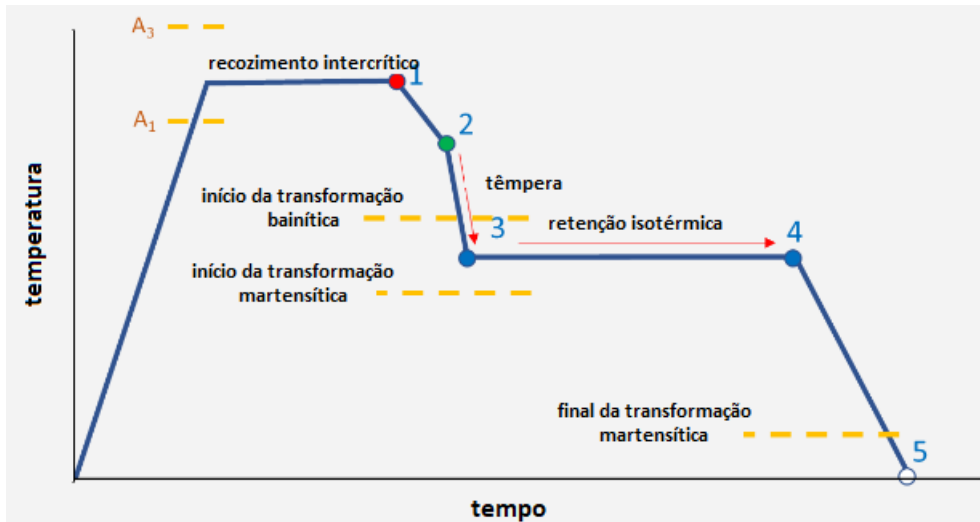 A3
recozimento intercrítico
1
A1
2
têmpera
início da transformação
bainítica
3
retenção isotérmica
4
início da transformação
martensítica
final da transformação
martensítica
5
temperatura
tempo